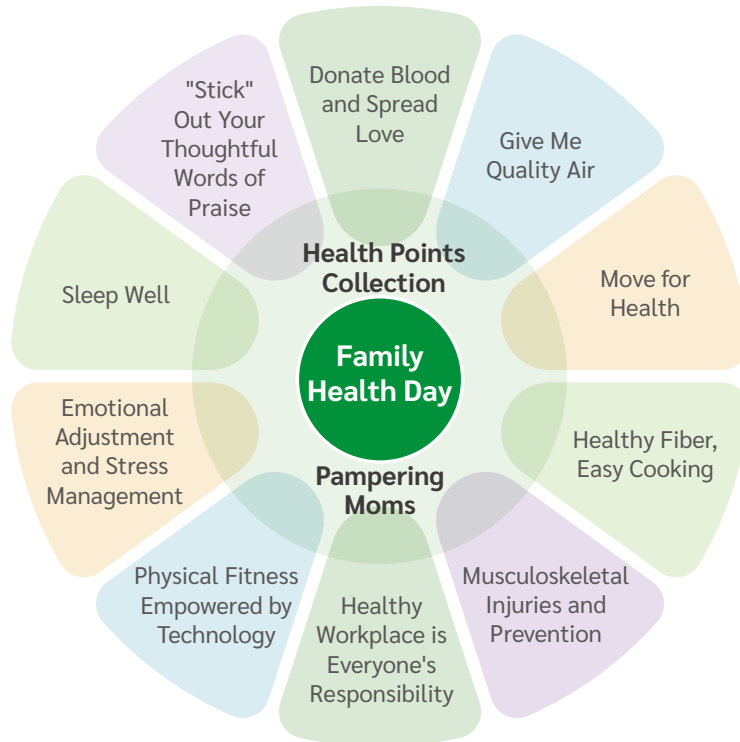 Donate Blood
and Spread
Love
Give Me
Quality Air
Move for
Health
Healthy Fiber,
Easy Cooking
Musculoskeletal
Injuries and
Prevention
Healthy
Workplace is
Everyone's
Responsibility
Physical Fitness
Empowered by
Technology
Emotional
Adjustment
and Stress
Management
Sleep Well
"Stick"
Out Your
Thoughtful
Words of
Praise
Health Points
Collection
Family
Health Day
Pampering
Moms